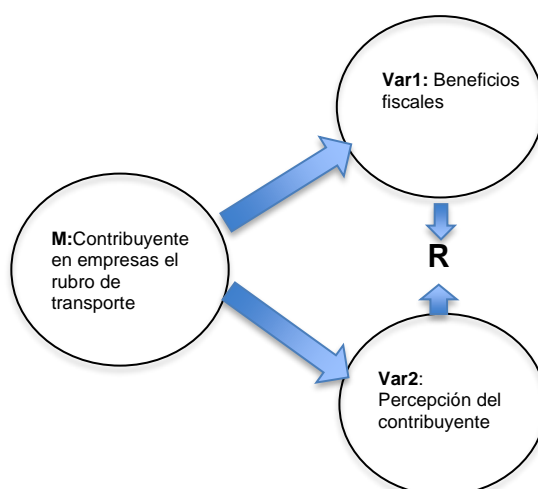 Var1: Beneficios
fiscales
M:Contribuyente
en empresas el
rubro de
transporte
R
Var2:
Percepción del
contribuyente